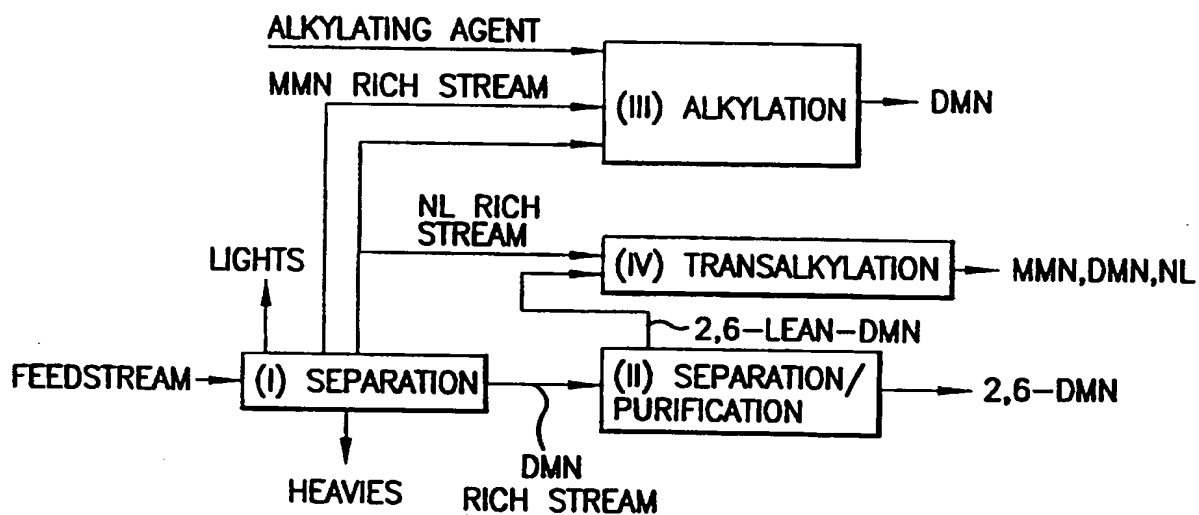 ALKYLATING AGENT
MMN RICH STREAM
(III) ALKYLATION
DMN
NL RICH
STREAM
LIGHTS
(IV) TRANSALKYLATION
MMN,DMN,NL
2,6-LEAN-DMN
FEEDSTREAM
(I) SEPARATION
(II) SEPARATION/
PURIFICATION
2,6-DMN
DMN
RICH STREAM
HEAVIES